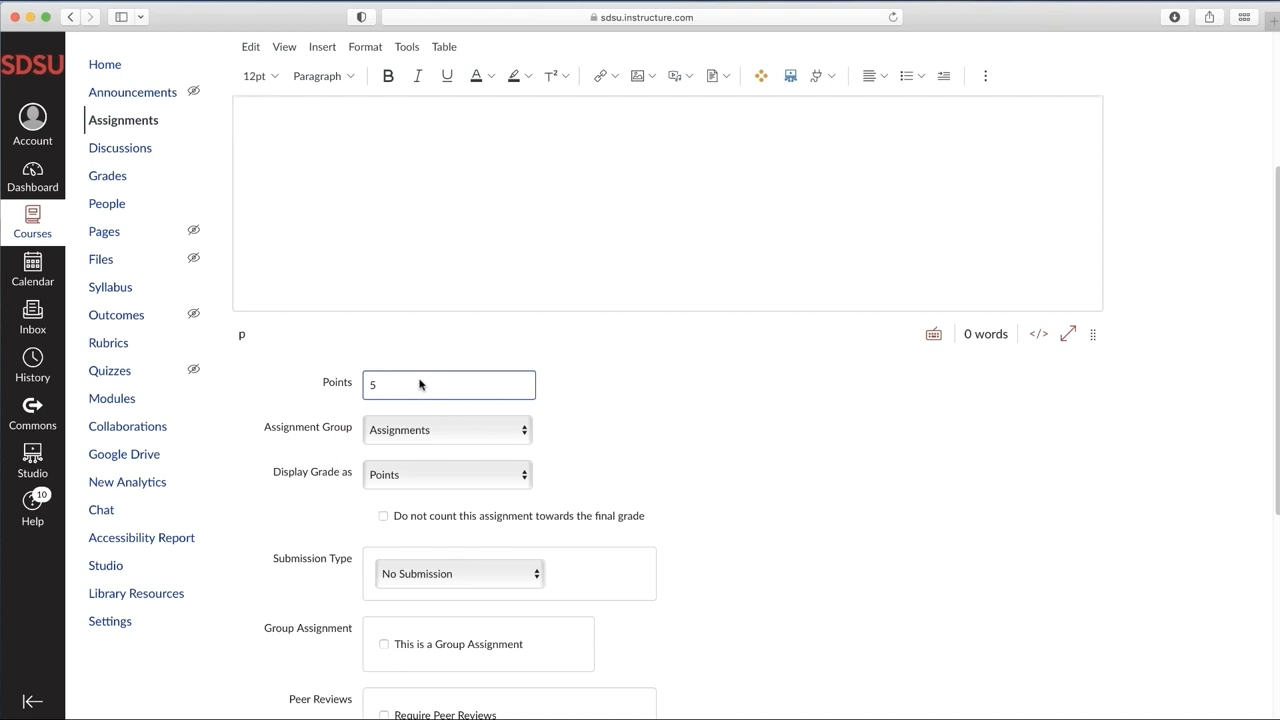 sdsu.instructure.com
SDSU
Account
Dashboard
Courses
Calendar
Inbox
History
Commons
Studio
10
Help
Home
Announcements
Assignments
Discussions
Grades
People
Pages
Files
Syllabus
Outcomes
Rubrics
Quizzes
Modules
Collaborations
Google Drive
New Analytics
Chat
Accessibility Report
Studio
Library Resources
Settings
Edit View Insert Format Tools Table
12pt Paragraph B I U A T²
p 0 words </>
Points 5
Assignment Group Assignments
Display Grade as Points
Do not count this assignment towards the final grade
Submission Type No Submission
Group Assignment This is a Group Assignment
Peer Reviews Require Peer Reviews